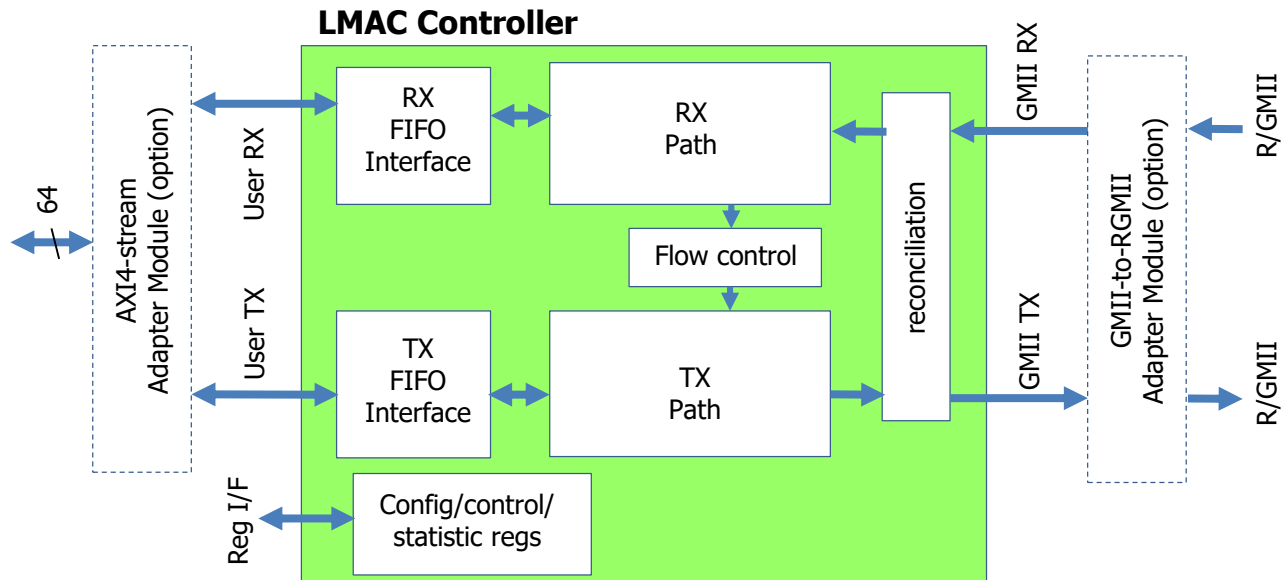 LMAC Controller
64
AXI4-stream
Adapter Module (option)
User RX
User TX
RX
FIFO
Interface
RX
Path
Flow control
TX
FIFO
Interface
TX
Path
reconciliation
GMII RX
GMII TX
GMII-to-RGMII
Adapter Module (option)
R/GMII
R/GMII
Reg I/F
Config/control/
statistic regs